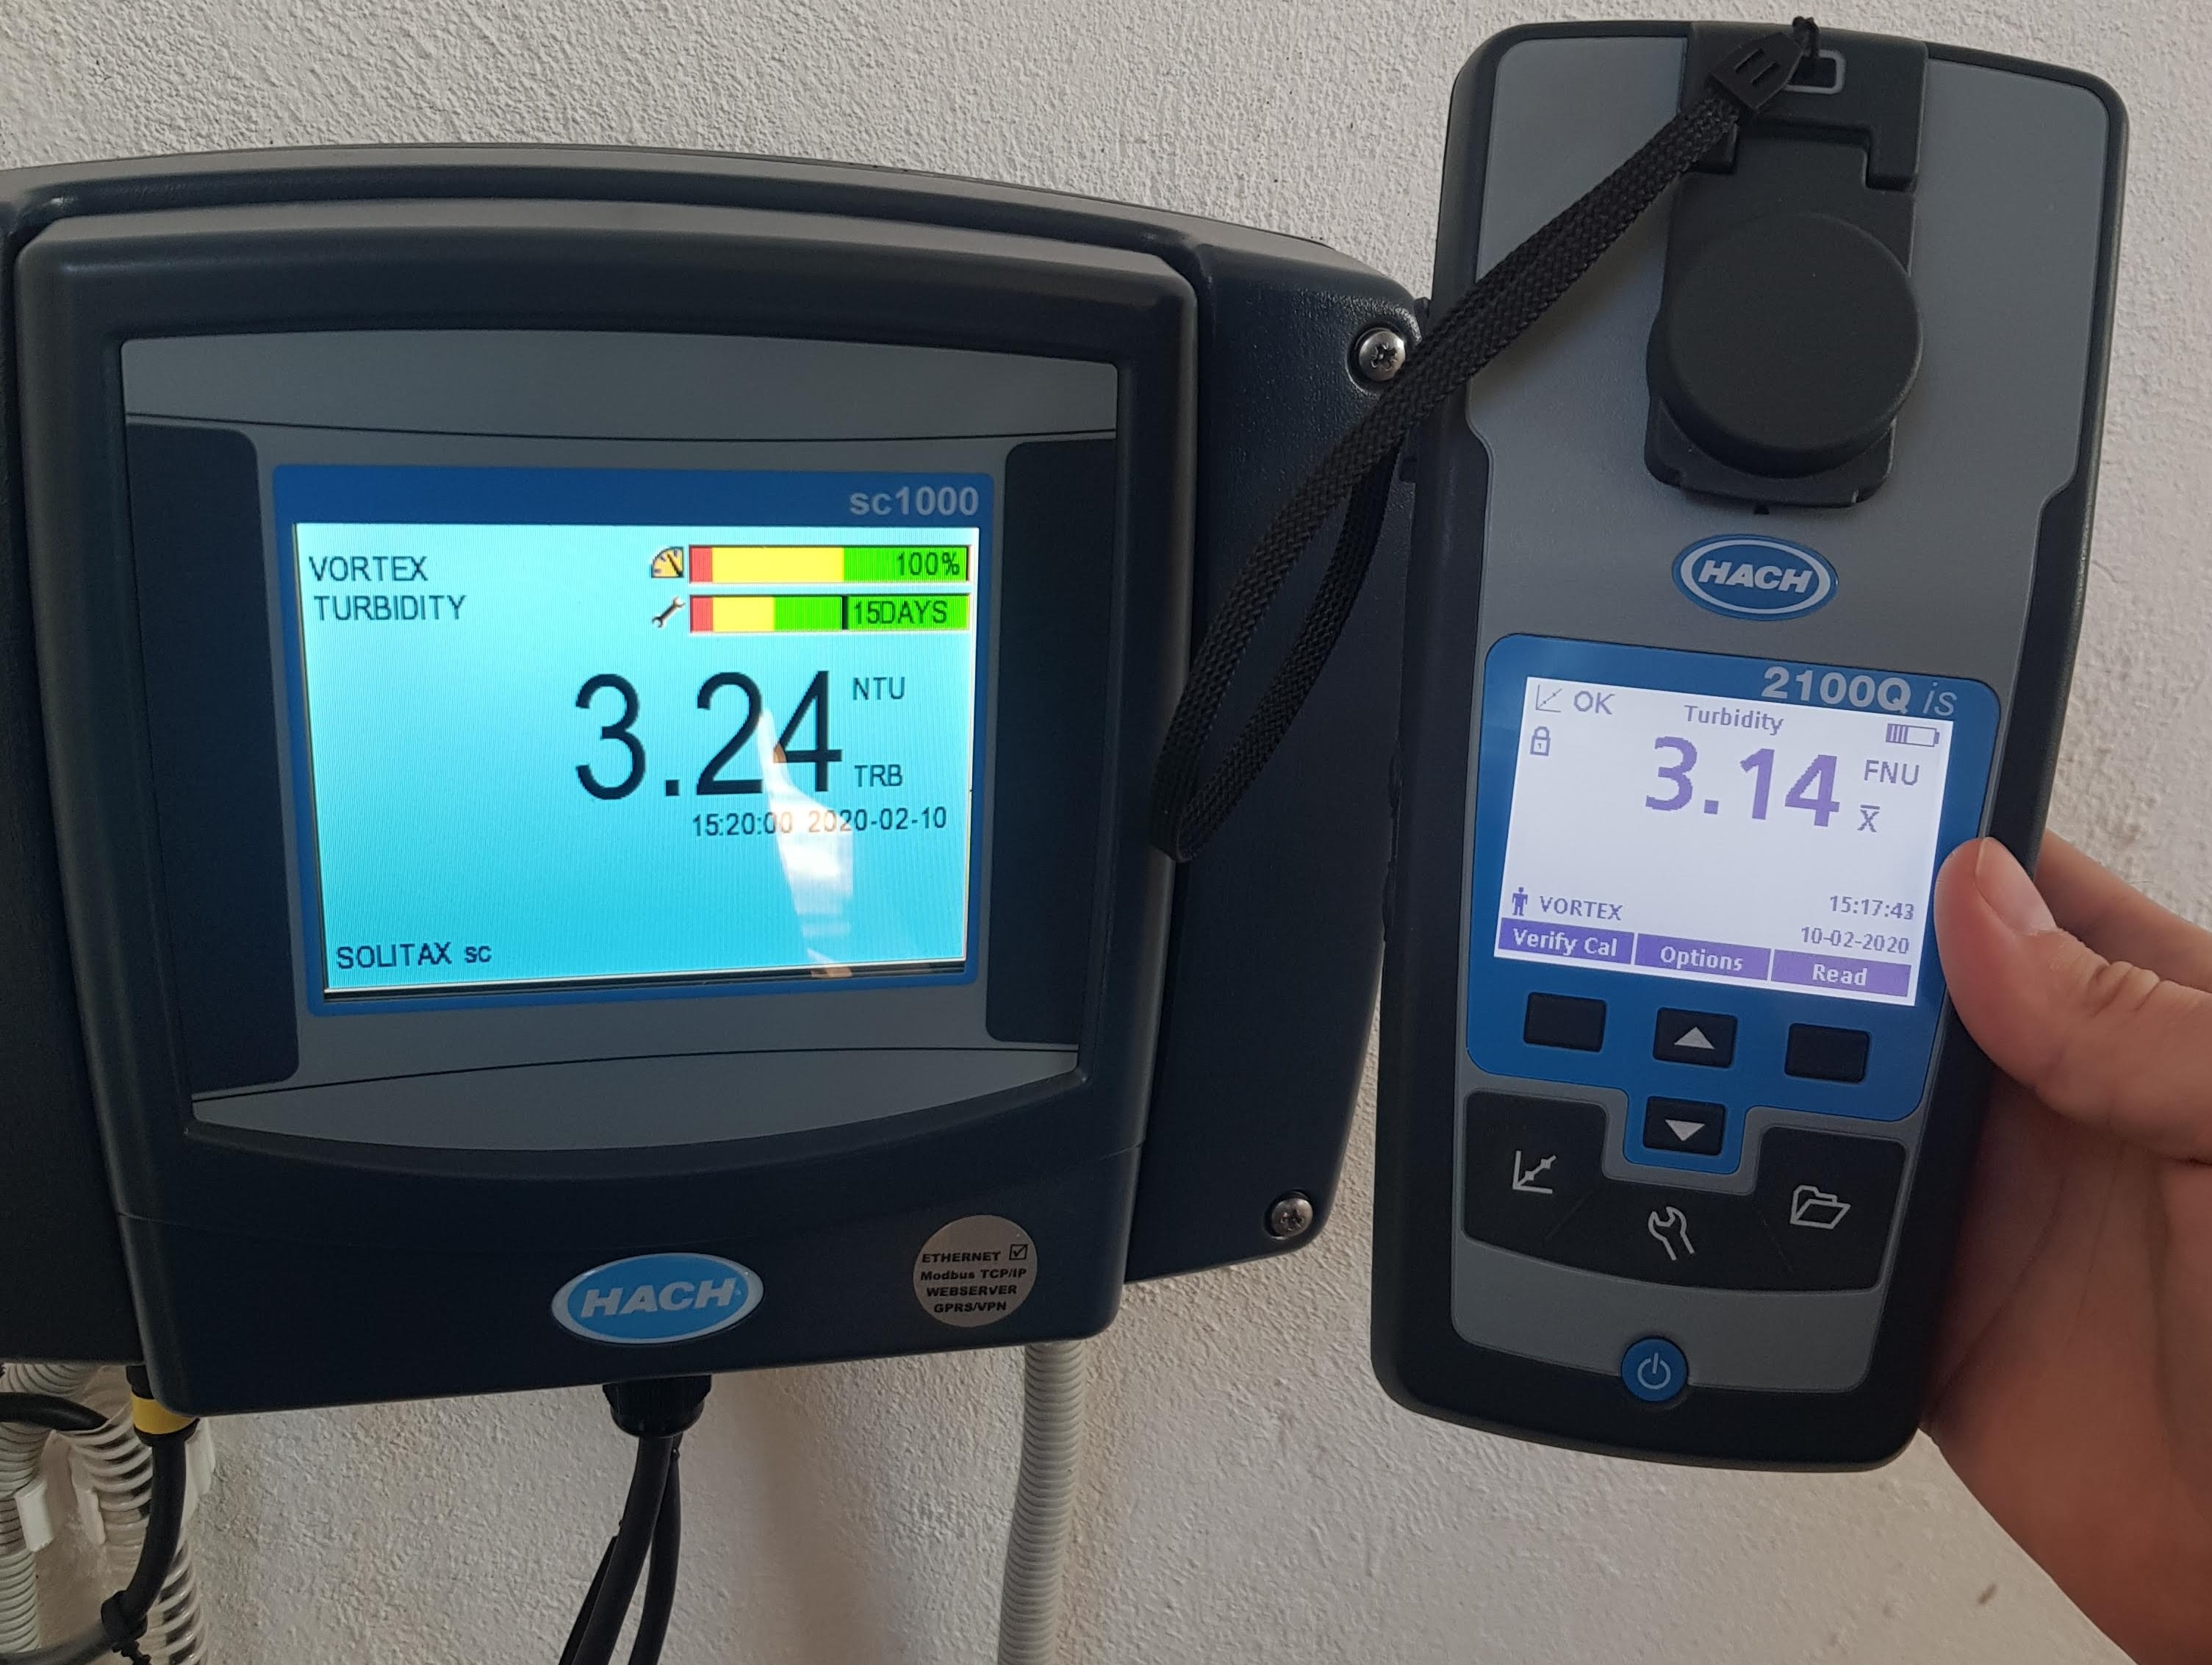 sc1000
VORTEX
TURBIDITY
100%
15DAYS
3.24 NTU
TRB
15:20:00 2020-02-10
SOLITAX sc
HACH
ETHERNET
Modbus TCP/IP
WEBSERVER
GPRS/VPN
HACH
2100Q is
OK
Turbidity
3.14 FNU
x̅
VORTEX
15:17:43
10-02-2020
Verify Cal
Options
Read